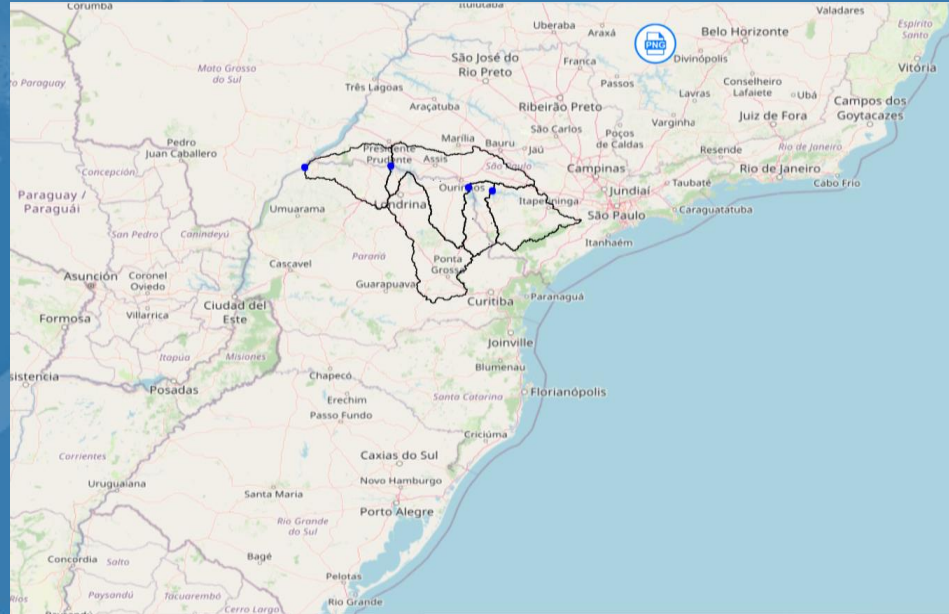 Corumbá
Ituiutaba
Valadares
Uberaba
Araxá
Belo Horizonte
Espírito
Santo
PNG
Mato Grosso
do Sul
São José do
Rio Preto
Franca
Divinópolis
Vitória
o Paraguay
Três Lagoas
Passos
Conselheiro
Lafaiete
Ubá
Araçatuba
Ribeirão Preto
Lavras
Campos dos
Goytacazes
Varginha
Juiz de Fora
Pedro
Juan Caballero
Marília
Bauru
São Carlos
Poços
de Caldas
Presidente
Prudente
Assis
Jaú
Resende
Rio de Janeiro
Concepción
São Paulo
Campinas
Rio de Janeiro
Paraguay /
Paraguái
Ourinhos
Jundiaí
Taubaté
Cabo Frio
Umuarama
Londrina
Itapetininga
São Paulo
Caraguatatuba
San Pedro
Canindeyú
Itanhaém
Cascavel
Paraná
Ponta
Grossa
Asunción
Coronel
Oviedo
Guarapuava
Curitiba
Paranaguá
Formosa
Villarrica
Ciudad del
Este
Joinville
Itapúa
Misiones
Blumenau
sistencia
Posadas
Chapecó
Erechim
Passo Fundo
Santa Catarina
Florianópolis
Criciúma
Corrientes
Caxias do Sul
Uruguaiana
Novo Hamburgo
Santa Maria
Porto Alegre
Rio Grande
do Sul
Concordia
Salto
Bagé
Pelotas
Ríos
Paysandú
Tacuarembó
Cerro Largo
Rio Grande